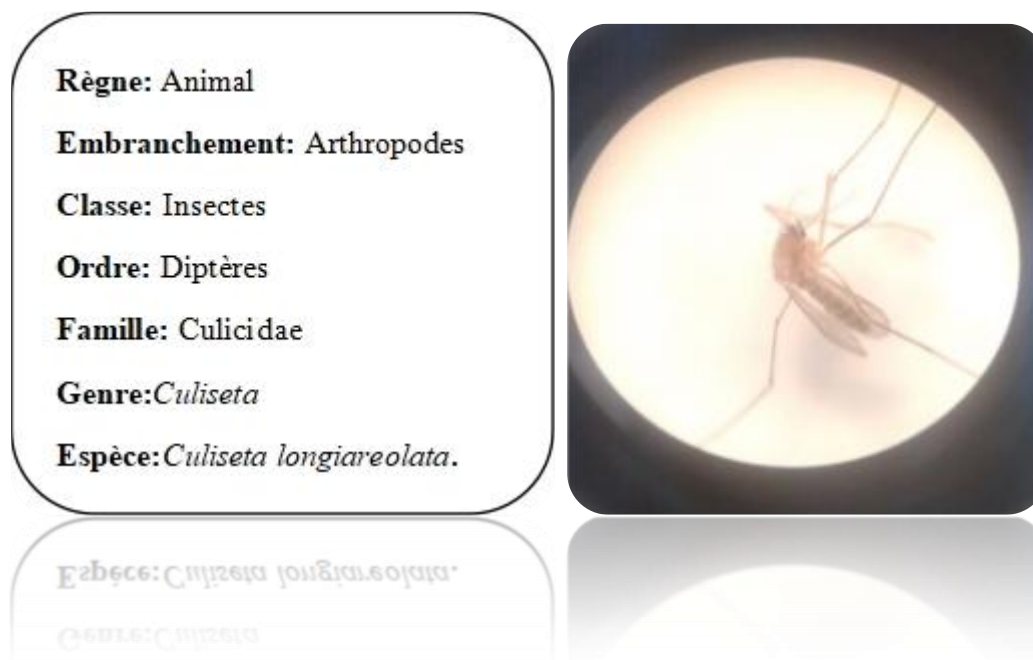 Règne: Animal
Embranchement: Arthropodes
Classe: Insectes
Ordre: Diptères
Famille: Culicidae
Genre:Culiseta
Espèce:Culiseta longiareolata.